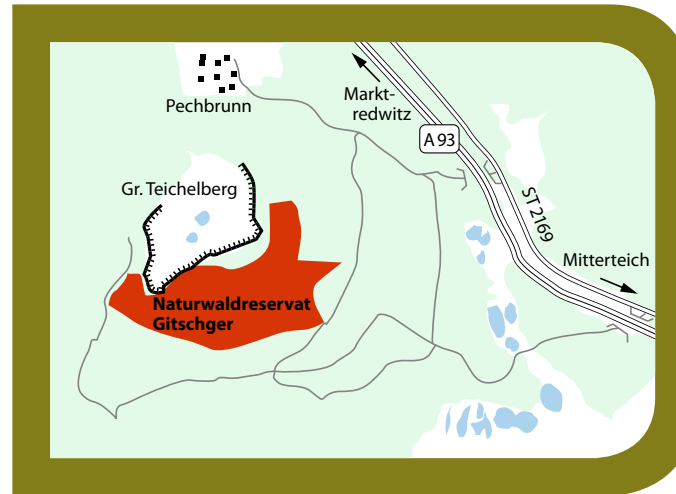 Pechbrunn
Markt-
redwitz
A 93
Gr. Teichelberg
ST 2169
Mitterteich
Naturwaldreservat
Gitschger